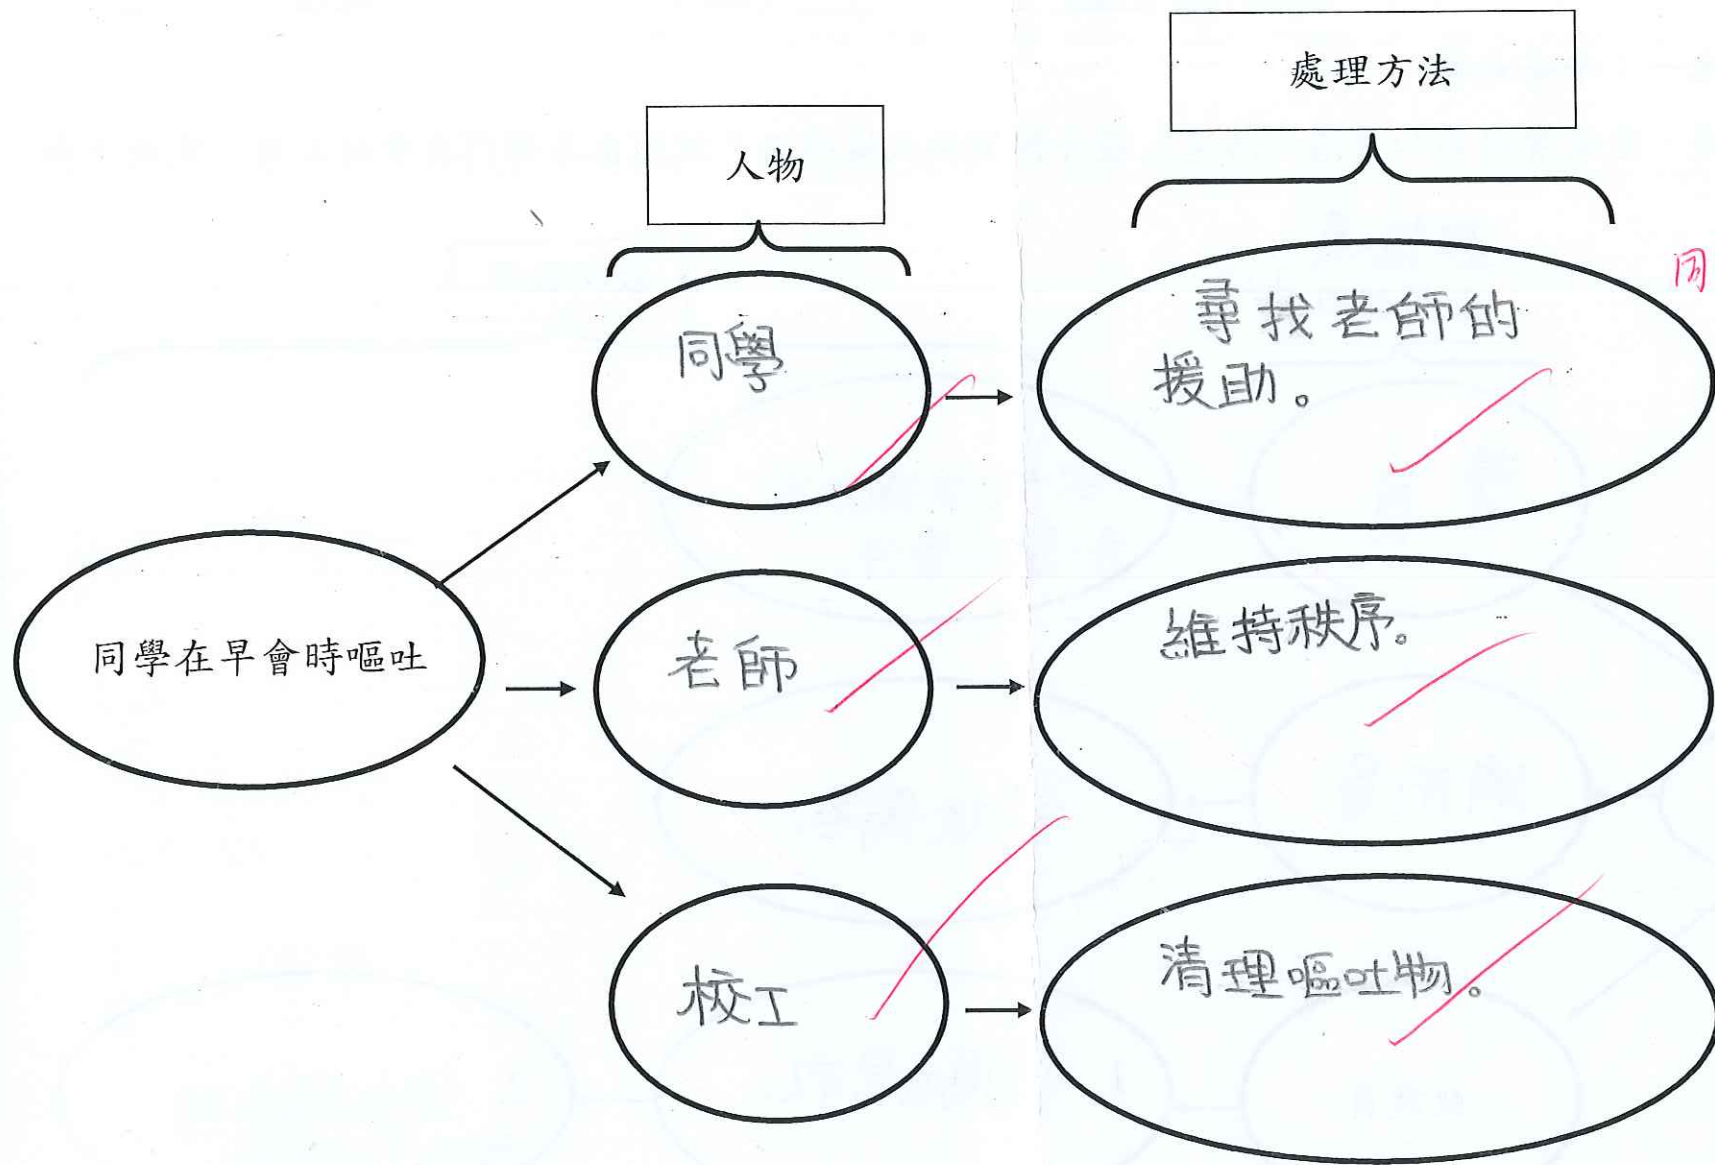 處理方法
人物
同學
尋找老師的
援助。
同
同學在早會時嘔吐
老師
維持秩序。
校工
清理嘔吐物。